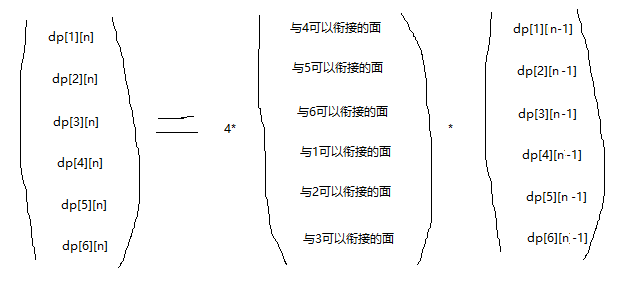 dp[1][n] 与4可以衔接的面 dp[1][n-1]
dp[2][n] 与5可以衔接的面 dp[2][n-1]
dp[3][n] = 4* 与6可以衔接的面 * dp[3][n-1]
dp[4][n] 与1可以衔接的面 dp[4][n-1]
dp[5][n] 与2可以衔接的面 dp[5][n-1]
dp[6][n] 与3可以衔接的面 dp[6][n-1]